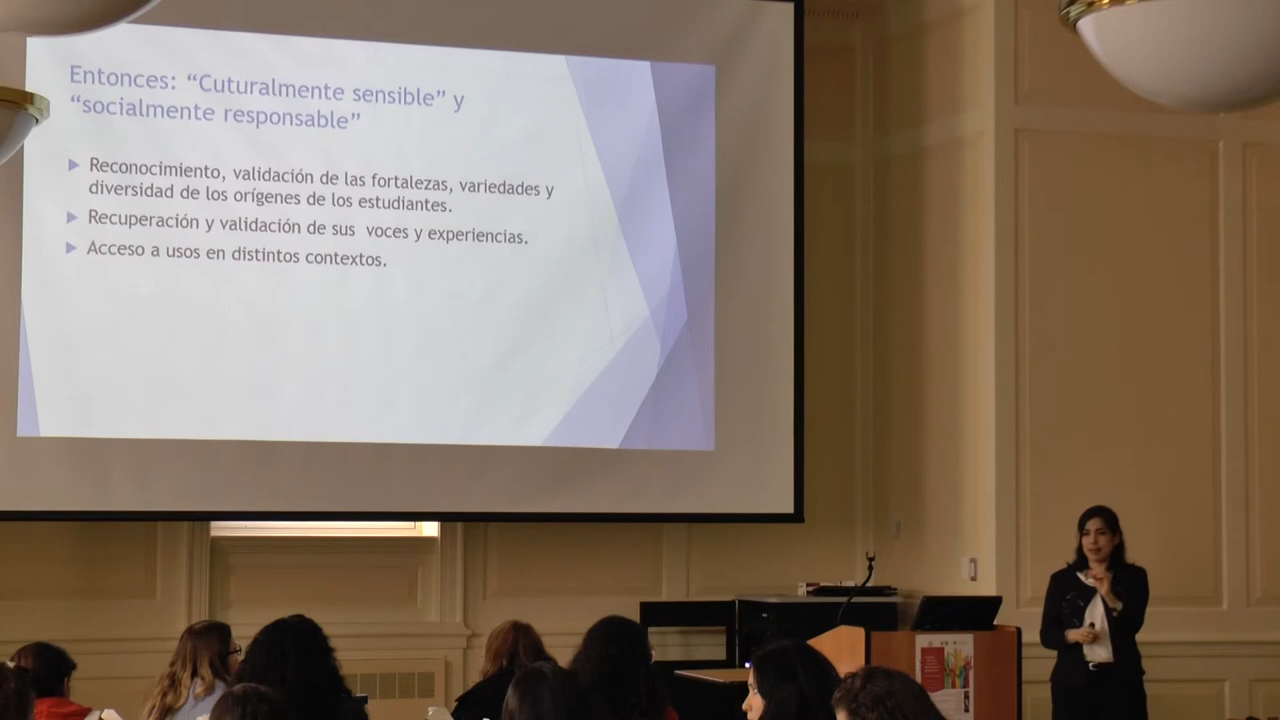 Entonces: “Cuturalmente sensible” y
“socialmente responsable”
Reconocimiento, validación de las fortalezas, variedades y
diversidad de los orígenes de los estudiantes.
Recuperación y validación de sus voces y experiencias.
Acceso a usos en distintos contextos.